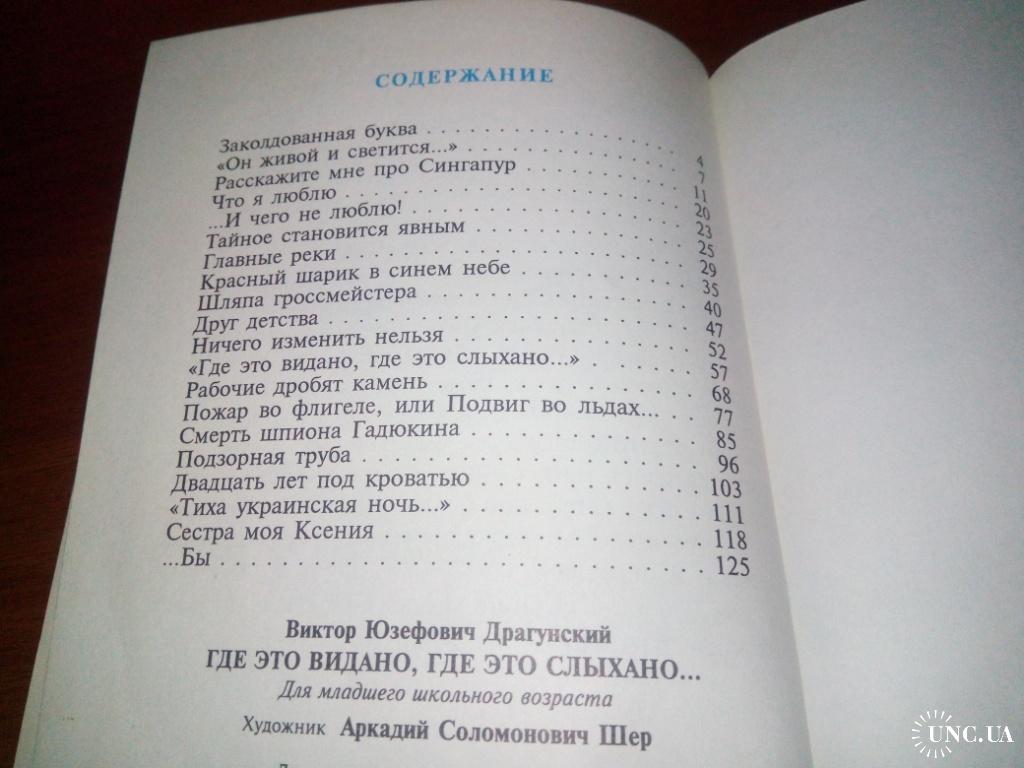 СОДЕРЖАНИЕ
Заколдованная буква . . . . . . . . . . . . . . . . . . 4
«Он живой и светится...» . . . . . . . . . . . . . . . 7
Расскажите мне про Сингапур . . . . . . . . . . . . 11
Что я люблю . . . . . . . . . . . . . . . . . . . . . . 20
...И чего не люблю! . . . . . . . . . . . . . . . . . . 23
Тайное становится явным . . . . . . . . . . . . . . . 25
Главные реки . . . . . . . . . . . . . . . . . . . . . 29
Красный шарик в синем небе . . . . . . . . . . . . . 35
Шляпа гроссмейстера . . . . . . . . . . . . . . . . . 40
Друг детства . . . . . . . . . . . . . . . . . . . . . 47
Ничего изменить нельзя . . . . . . . . . . . . . . . . 52
«Где это видано, где это слыхано...» . . . . . . . . 57
Рабочие дробят камень . . . . . . . . . . . . . . . . 68
Пожар во флигеле, или Подвиг во льдах... . . 77
Смерть шпиона Гадюкина . . . . . . . . . . . . . . . 85
Подзорная труба . . . . . . . . . . . . . . . . . . . 96
Двадцать лет под кроватью . . . . . . . . . . . . . 103
«Тиха украинская ночь...» . . . . . . . . . . . . . . 111
Сестра моя Ксения . . . . . . . . . . . . . . . . . . 118
...Бы . . . . . . . . . . . . . . . . . . . . . . . . . 125
Виктор Юзефович Драгунский
ГДЕ ЭТО ВИДАНО, ГДЕ ЭТО СЛЫХАНО...
Для младшего школьного возраста
Художник Аркадий Соломонович Шер
UNC.UA